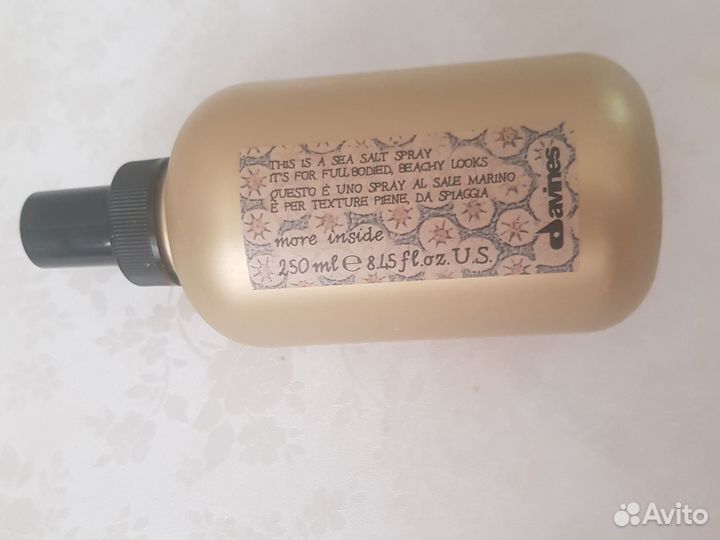 THIS IS A SEA SALT SPRAY
IT'S FOR FULL BODIED, BEACHY LOOKS
QUESTO È UNO SPRAY AL SALE MARINO
È PER TEXTURE PIENE, DA SPIAGGIA
more inside
250 ml e 8.45 fl.oz. U.S.
davines
Avito